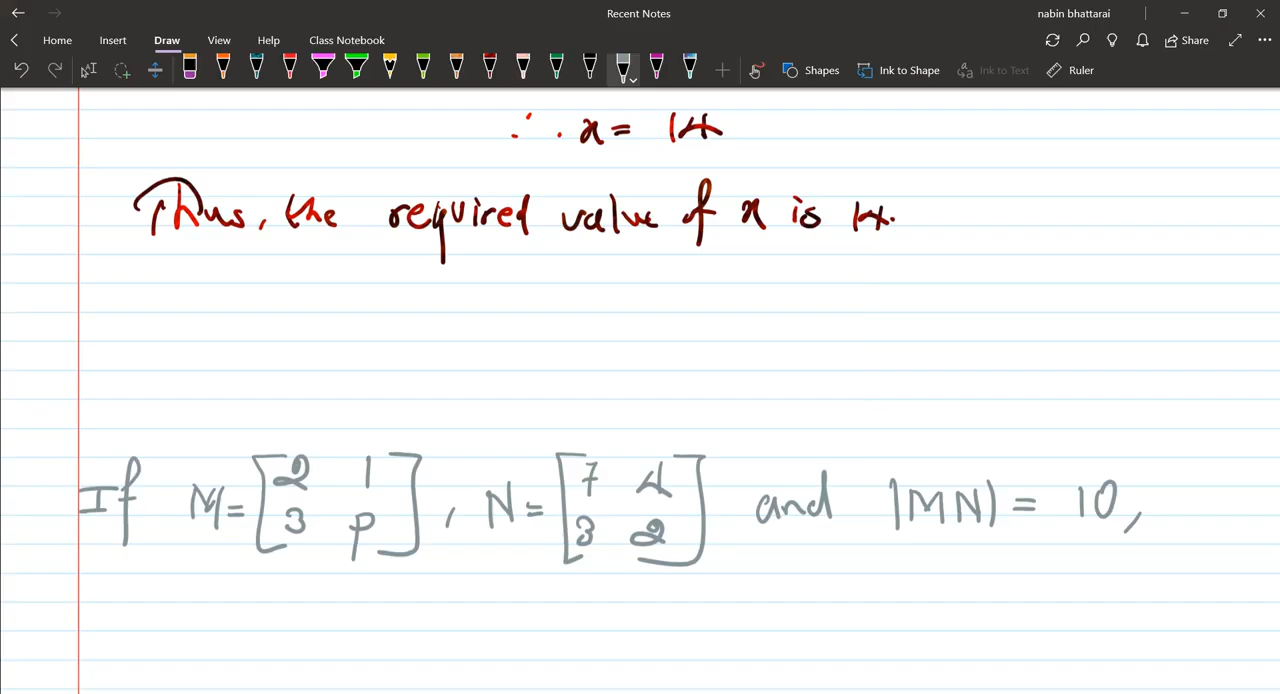 Recent Notes
nabin bhattarai
Home Insert Draw View Help Class Notebook
Share
Shapes Ink to Shape Ink to Text Ruler
∴ x = 14
Thus, the required value of x is 14.
If M = [2 1 , N = [7 4 and |MN| = 10,
3 p] 3 2]